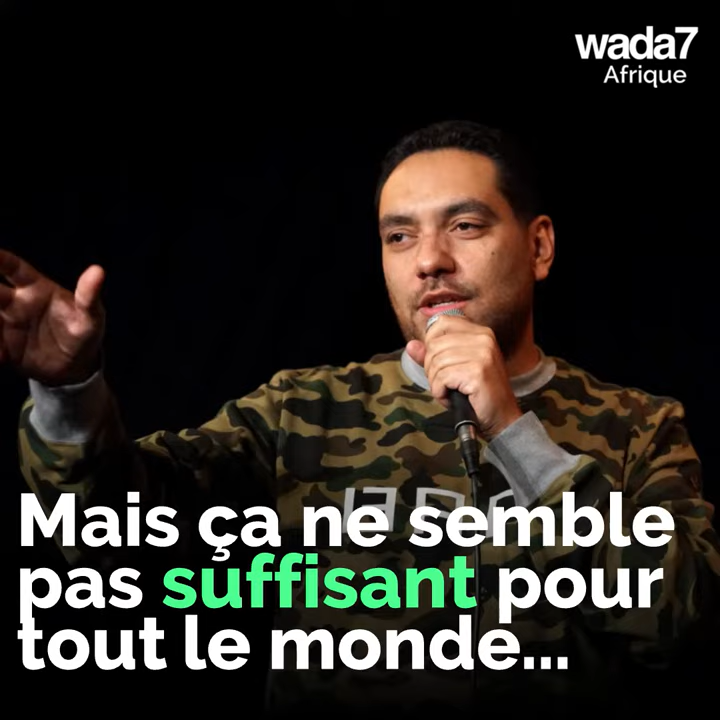 wada7
Afrique
Mais ça ne semble
pas suffisant pour
tout le monde...